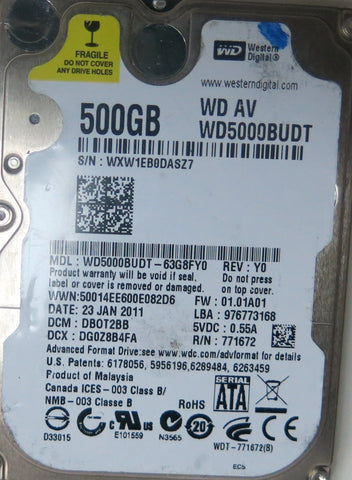 FRAGILE
DO NOT COVER
ANY DRIVE HOLES
WD Western Digital®
www.westerndigital.com
500GB
WD AV
WD5000BUDT
S/N : WXW1EB0DASZ7
MDL : WD5000BUDT-63G8FY0 REV : Y0
Product warranty will be void if seal,
label or cover is removed or damaged.
Do not press
on top cover.
WWN:50014EE600E082D6 FW : 01.01A01
DATE: 23 JAN 2011 LBA : 976773168
DCM : DBOT2BB 5VDC : 0.55A
DCX : DG0Z8B4FA R/N : 771672
Advanced Format Drive:see www.wdc.com/advformat for details
U.S. Patents: 6178056, 5956196,6289484, 6263459
Product of Malaysia
Canada ICES-003 Class B/
NMB-003 Classe B
RoHS
SERIAL
ATA
D33015
E101559
N3565
20
WDT-771672(B)
EC5